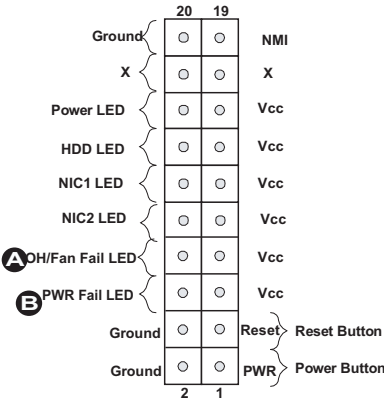 20 19
Ground NMI
X X
Power LED Vcc
HDD LED Vcc
NIC1 LED Vcc
NIC2 LED Vcc
A OH/Fan Fail LED Vcc
B PWR Fail LED Vcc
Ground Reset Reset Button
Ground PWR Power Button
2 1